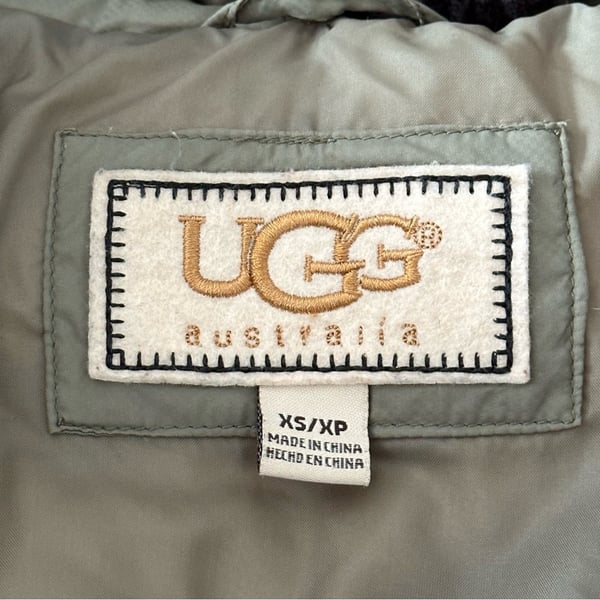 UGG®
australia
XS/XP
MADE IN CHINA
HECHO EN CHINA